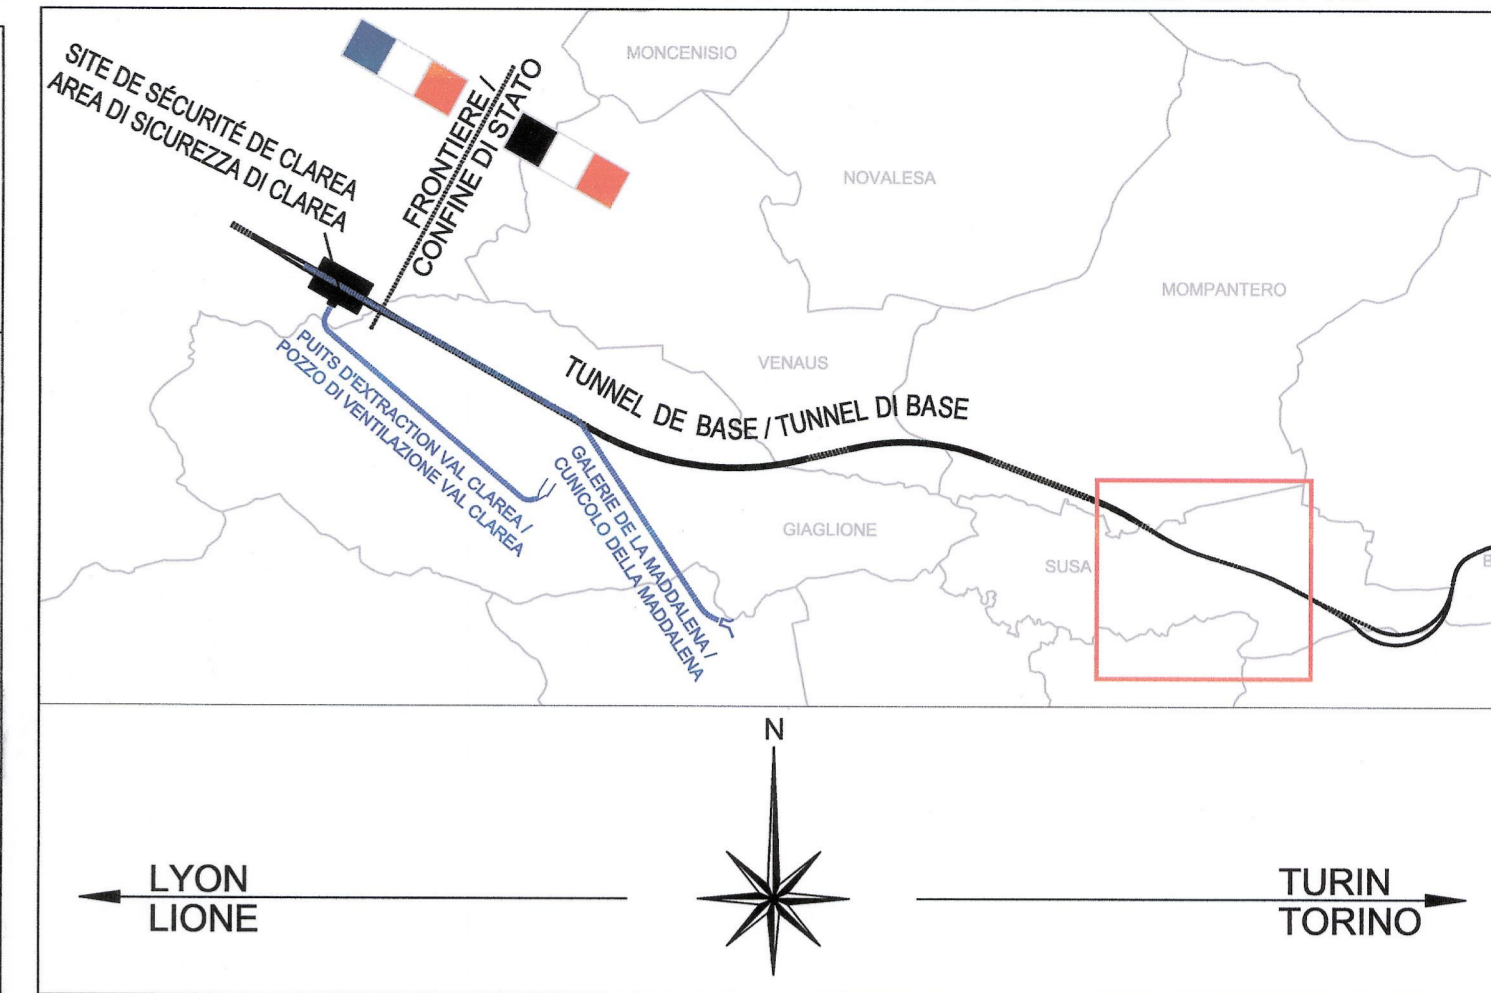 SITE DE SÉCURITÉ DE CLAREA
AREA DI SICUREZZA DI CLAREA
FRONTIERE /
CONFINE DI STATO
MONCENISIO
NOVALESA
MOMPANTERO
VENAUS
TUNNEL DE BASE / TUNNEL DI BASE
PUITS D'EXTRACTION VAL CLAREA /
POZZO DI VENTILAZIONE VAL CLAREA
GALERIE DE LA MADDALENA /
CUNICOLO DELLA MADDALENA
GIAGLIONE
SUSA
N
LYON
LIONE
TURIN
TORINO